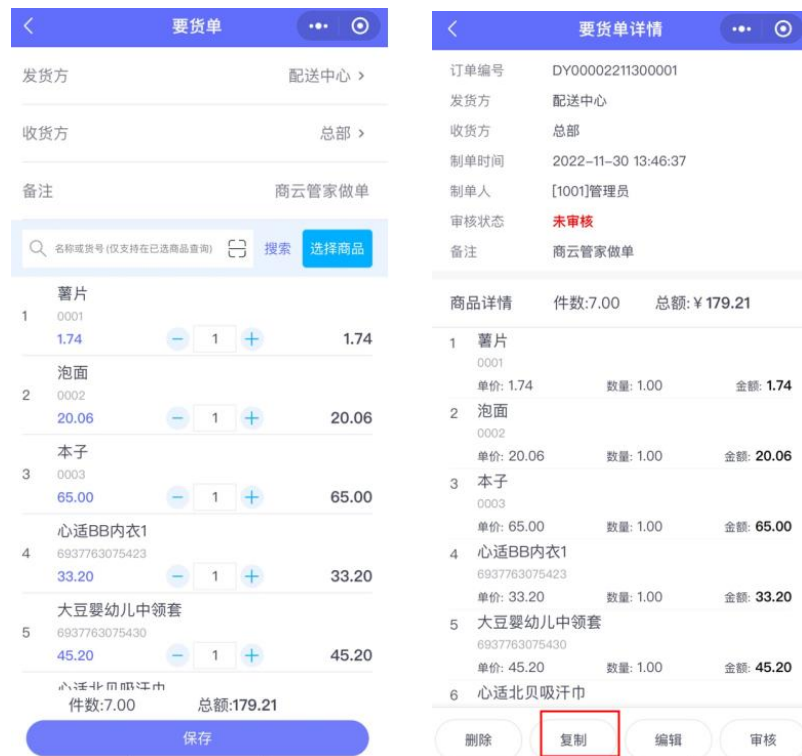 要货单
发货方
配送中心 >
收货方
总部 >
备注
商云管家做单
名称或货号(仅支持在已选商品查询)
搜索
选择商品
1
薯片
0001
1.74
1
1.74
2
泡面
0002
20.06
1
20.06
3
本子
0003
65.00
1
65.00
4
心适BB内衣1
6937763075423
33.20
1
33.20
5
大豆婴幼儿中领套
6937763075430
45.20
1
45.20
心适北贝吸汗巾
件数:7.00 总额:179.21
保存
要货单详情
订单编号 DY00002211300001
发货方 配送中心
收货方 总部
制单时间 2022-11-30 13:46:37
制单人 [1001]管理员
审核状态 未审核
备注 商云管家做单
商品详情 件数:7.00 总额:¥179.21
1 薯片
0001
单价: 1.74 数量: 1.00 金额: 1.74
2 泡面
0002
单价: 20.06 数量: 1.00 金额: 20.06
3 本子
0003
单价: 65.00 数量: 1.00 金额: 65.00
4 心适BB内衣1
6937763075423
单价: 33.20 数量: 1.00 金额: 33.20
5 大豆婴幼儿中领套
6937763075430
单价: 45.20 数量: 1.00 金额: 45.20
6 心适北贝吸汗巾
删除 复制 编辑 审核